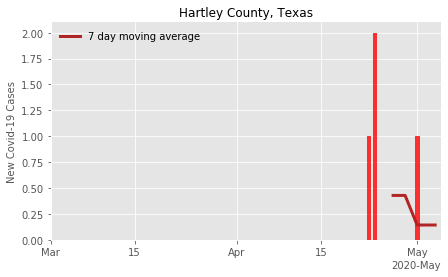 Hartley County, Texas
7 day moving average
New Covid-19 Cases
2.00
1.75
1.50
1.25
1.00
0.75
0.50
0.25
0.00
Mar
15
Apr
15
May
2020-May